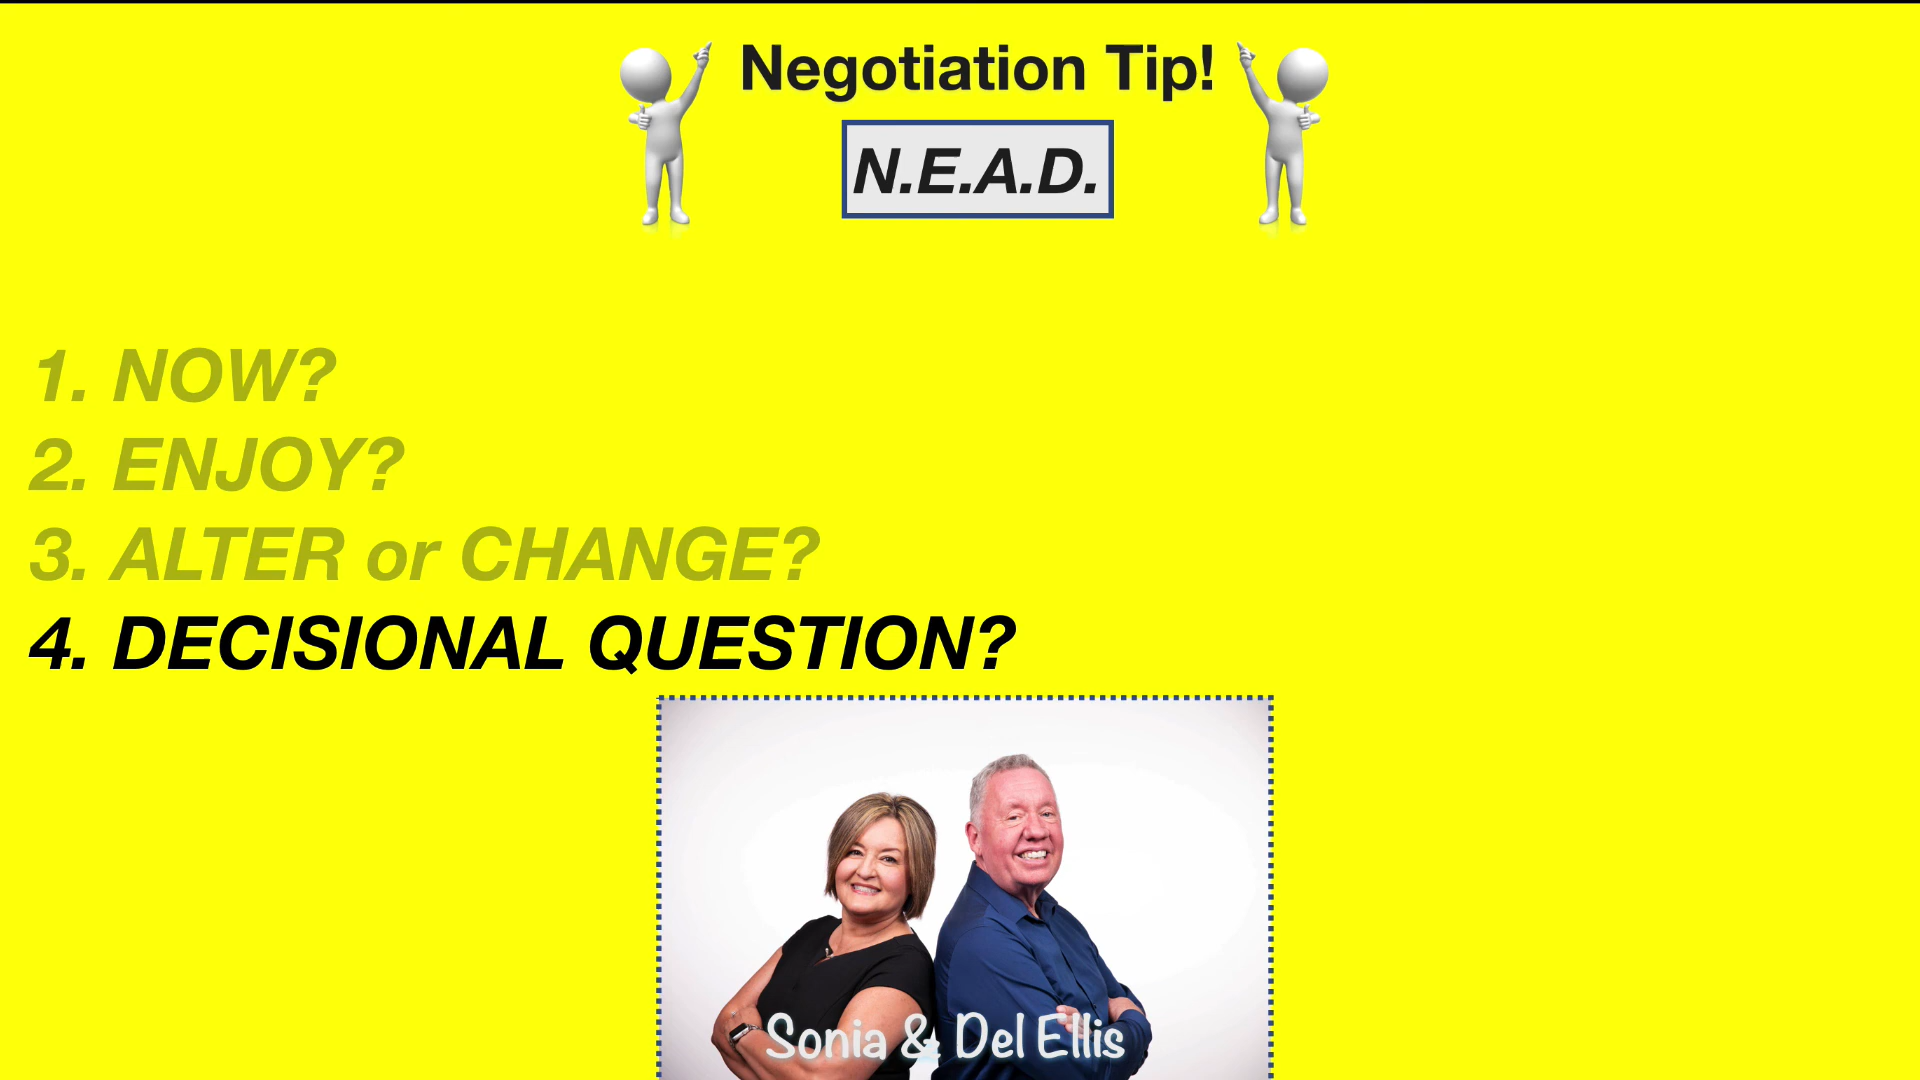 Negotiation Tip!
N.E.A.D.
1. NOW?
2. ENJOY?
3. ALTER or CHANGE?
4. DECISIONAL QUESTION?
Sonia & Del Ellis